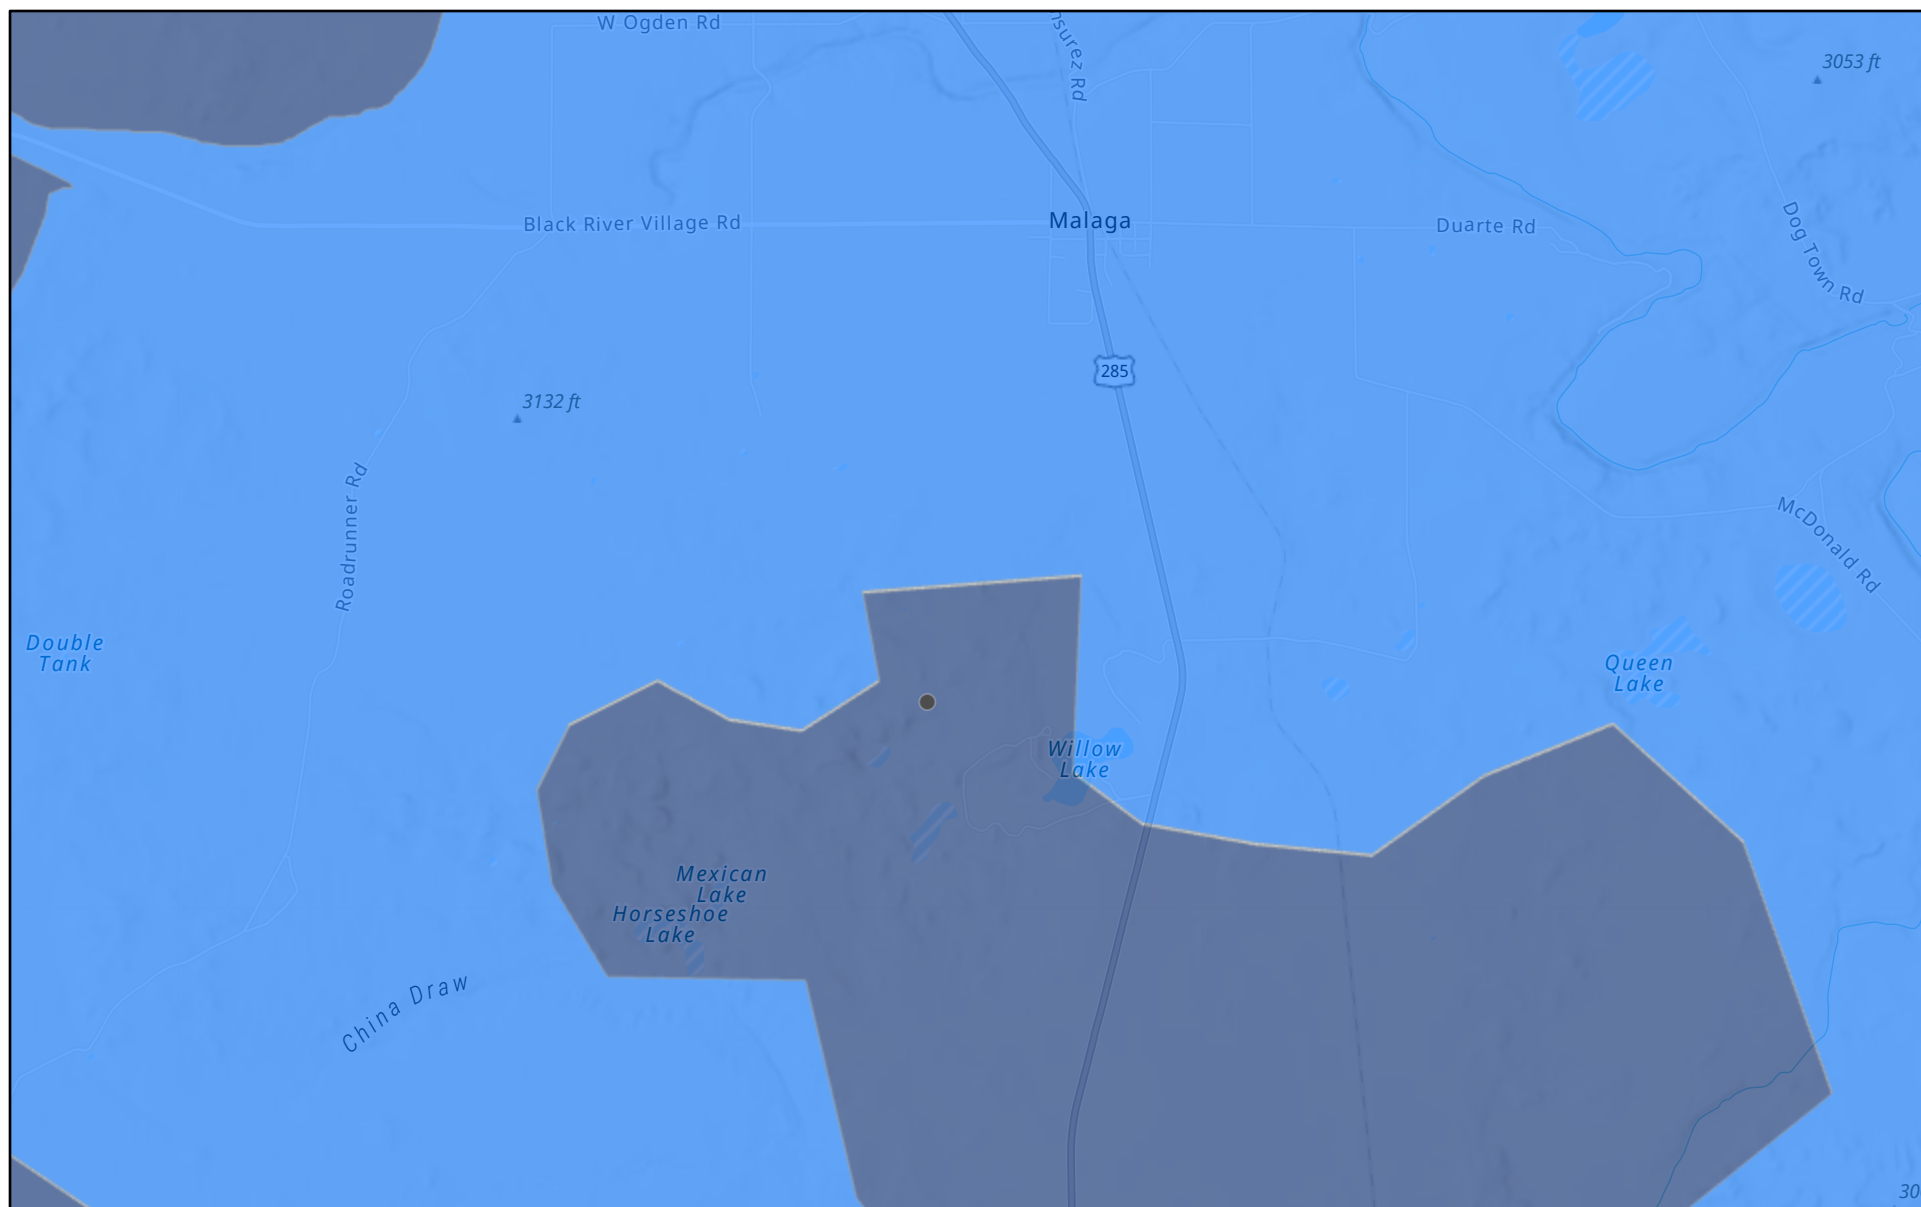 W Ogden Rd
3053 ft
Black River Village Rd
Malaga
Duarte Rd
Dog Town Rd
285
3132 ft
Roadrunner Rd
McDonald Rd
Double
Tank
Queen
Lake
Willow
Lake
Mexican
Lake
Horseshoe
Lake
China Draw